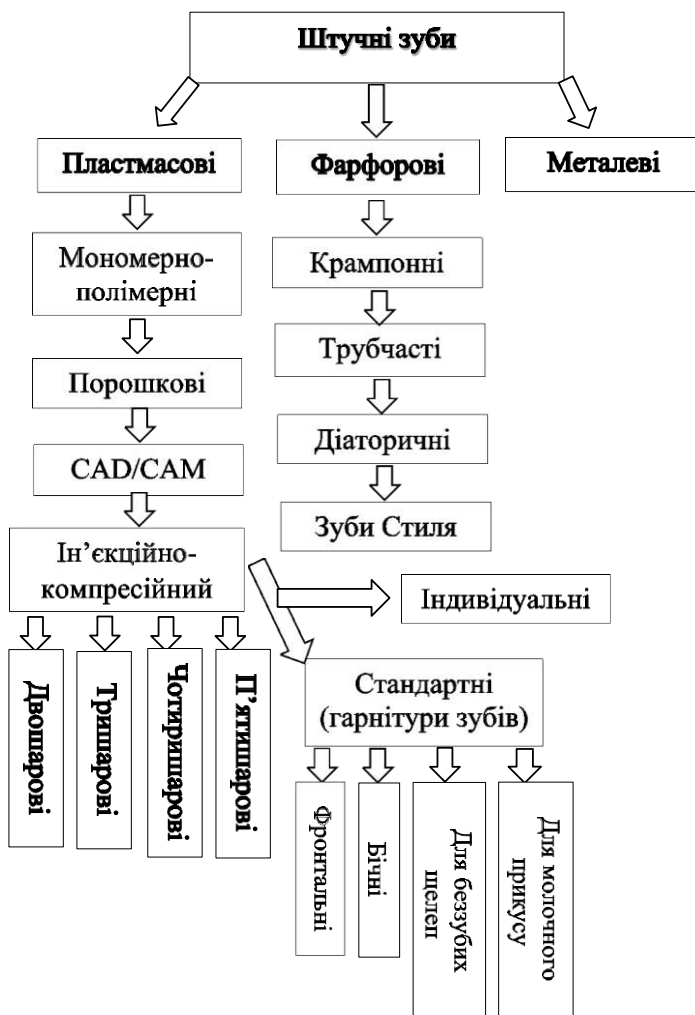 Штучні зуби
Пластмасові
Фарфорові
Металеві
Мономерно-
полімерні
Крампонні
Порошкові
Трубчасті
CAD/CAM
Діаторичні
Ін’єкційно-
компресійний
Зуби Стиля
Індивідуальні
Двошарові
Тришарові
Чотиришарові
П’ятишарові
Стандартні
(гарнітури зубів)
Фронтальні
Бічні
Для беззубих
щелеп
Для молочного
прикусу